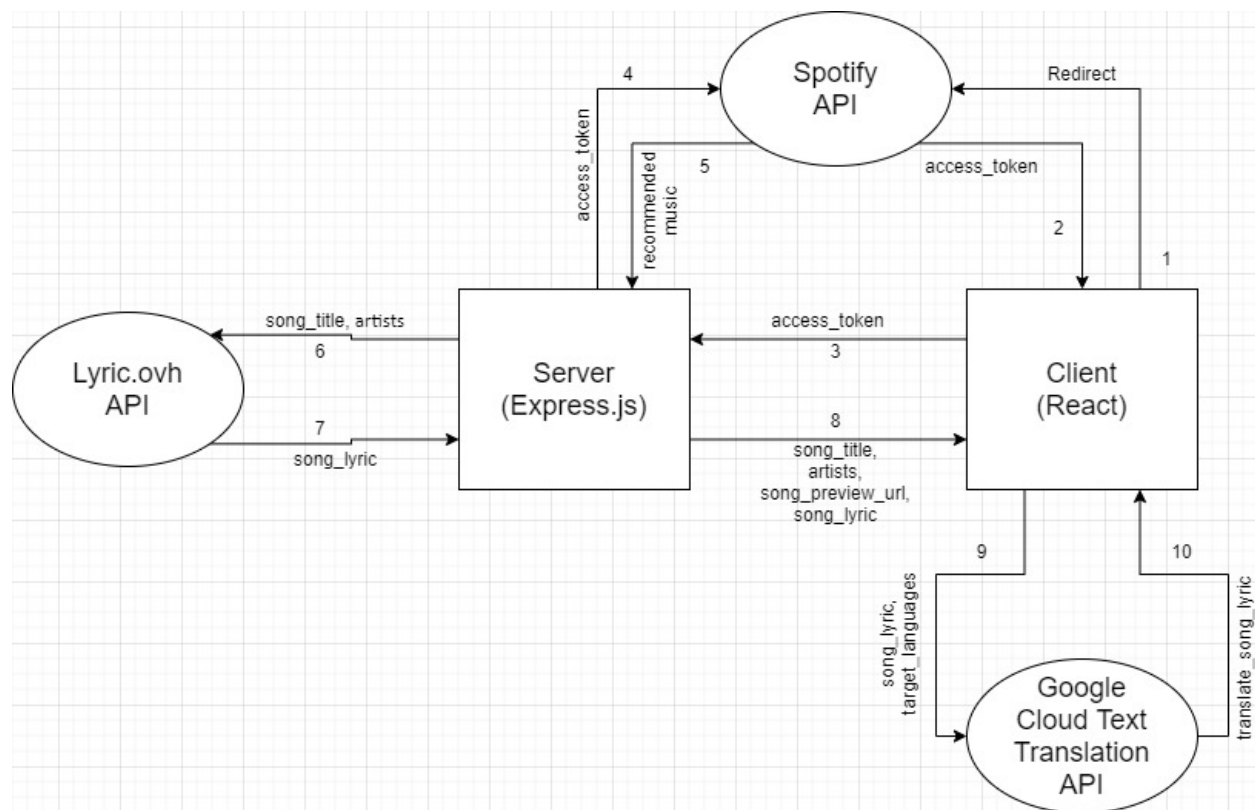 Spotify
API
Redirect
4
access_token
5
recommended
music
access_token
2
1
song_title, artists
6
access_token
3
Lyric.ovh
API
Server
(Express.js)
Client
(React)
7
song_lyric
8
song_title,
artists,
song_preview_url,
song_lyric
9
10
song_lyric,
target_languages
translate_song_lyric
Google
Cloud Text
Translation
API